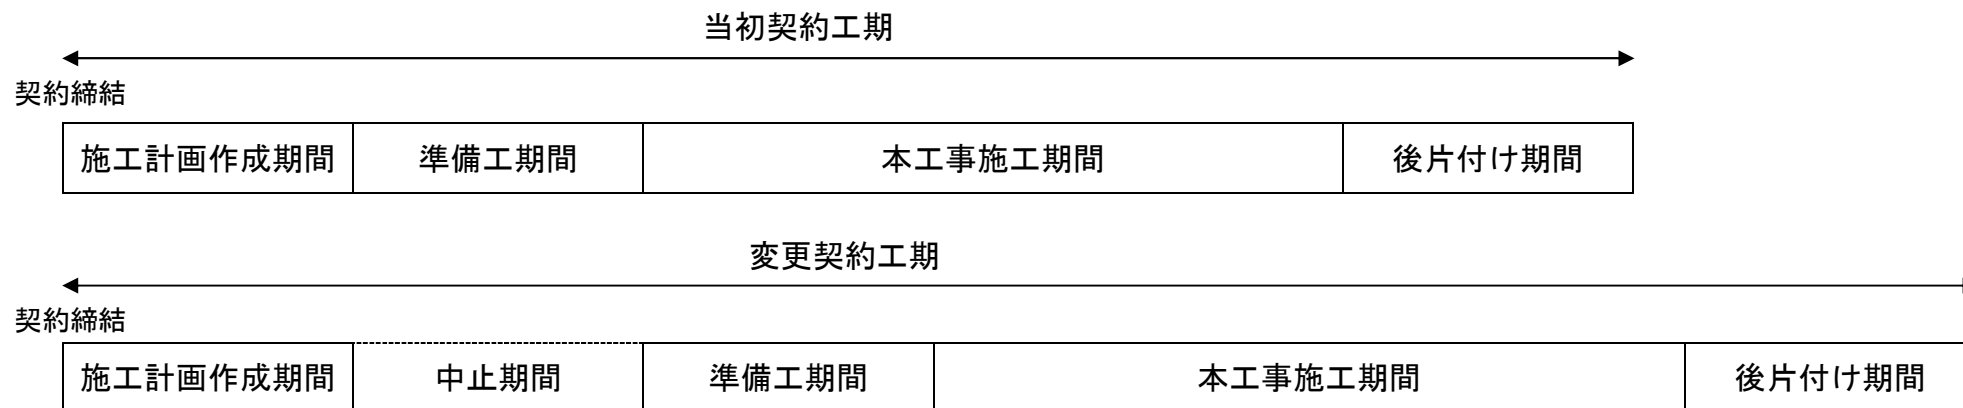 当初契約工期
契約締結
施工計画作成期間 準備工期間 本工事施工期間 後片付け期間
変更契約工期
契約締結
施工計画作成期間 中止期間 準備工期間 本工事施工期間 後片付け期間